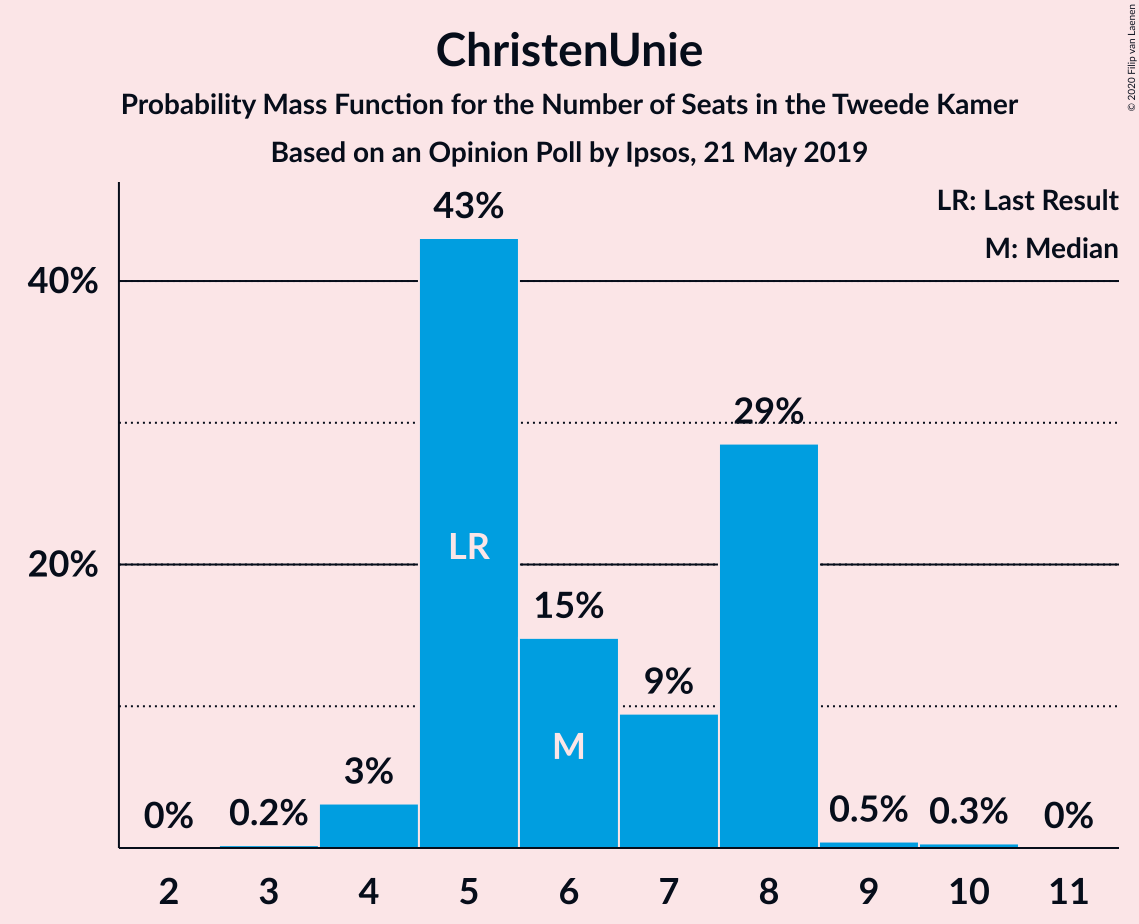 ChristenUnie
Probability Mass Function for the Number of Seats in the Tweede Kamer
Based on an Opinion Poll by Ipsos, 21 May 2019
© 2020 Filip van Laenen
LR: Last Result
M: Median
43%
40%
29%
LR
20%
15%
9%
M
3%
0%
0.2%
0.5%
0.3%
0%
2 3 4 5 6 7 8 9 10 11